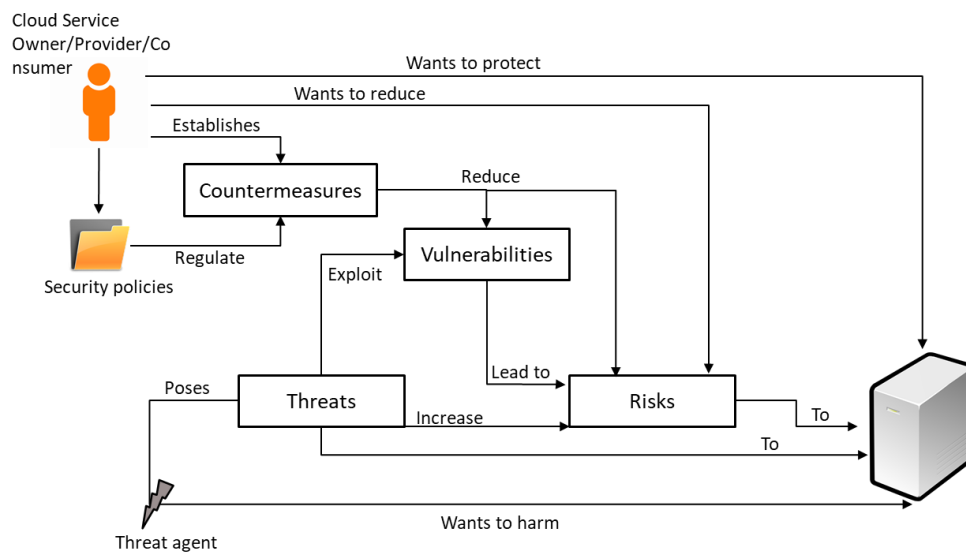 Cloud Service
Owner/Provider/Co
nsumer
Wants to protect
Wants to reduce
Establishes
Countermeasures
Reduce
Regulate
Security policies
Vulnerabilities
Exploit
Lead to
Poses
Threats
Increase
Risks
To
To
Wants to harm
Threat agent